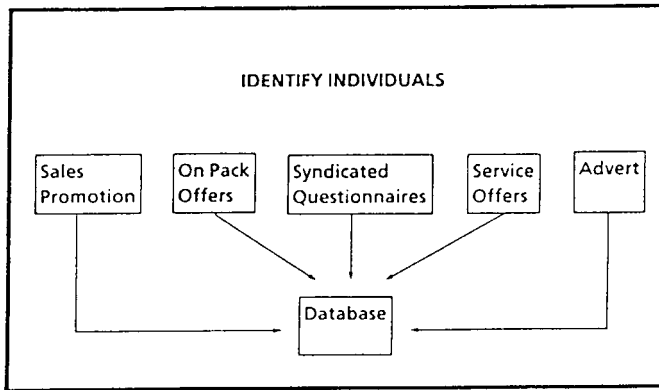 IDENTIFY INDIVIDUALS
Sales
Promotion
On Pack
Offers
Syndicated
Questionnaires
Service
Offers
Advert
Database